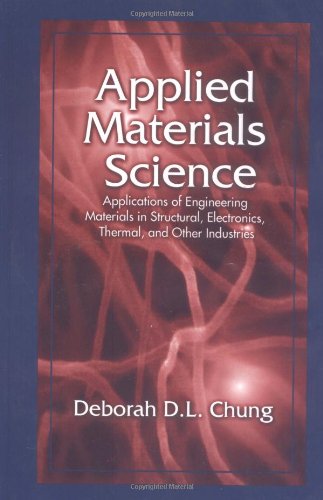 Applied
Materials
Science
Applications of Engineering
Materials in Structural, Electronics,
Thermal, and Other Industries
Deborah D.L. Chung